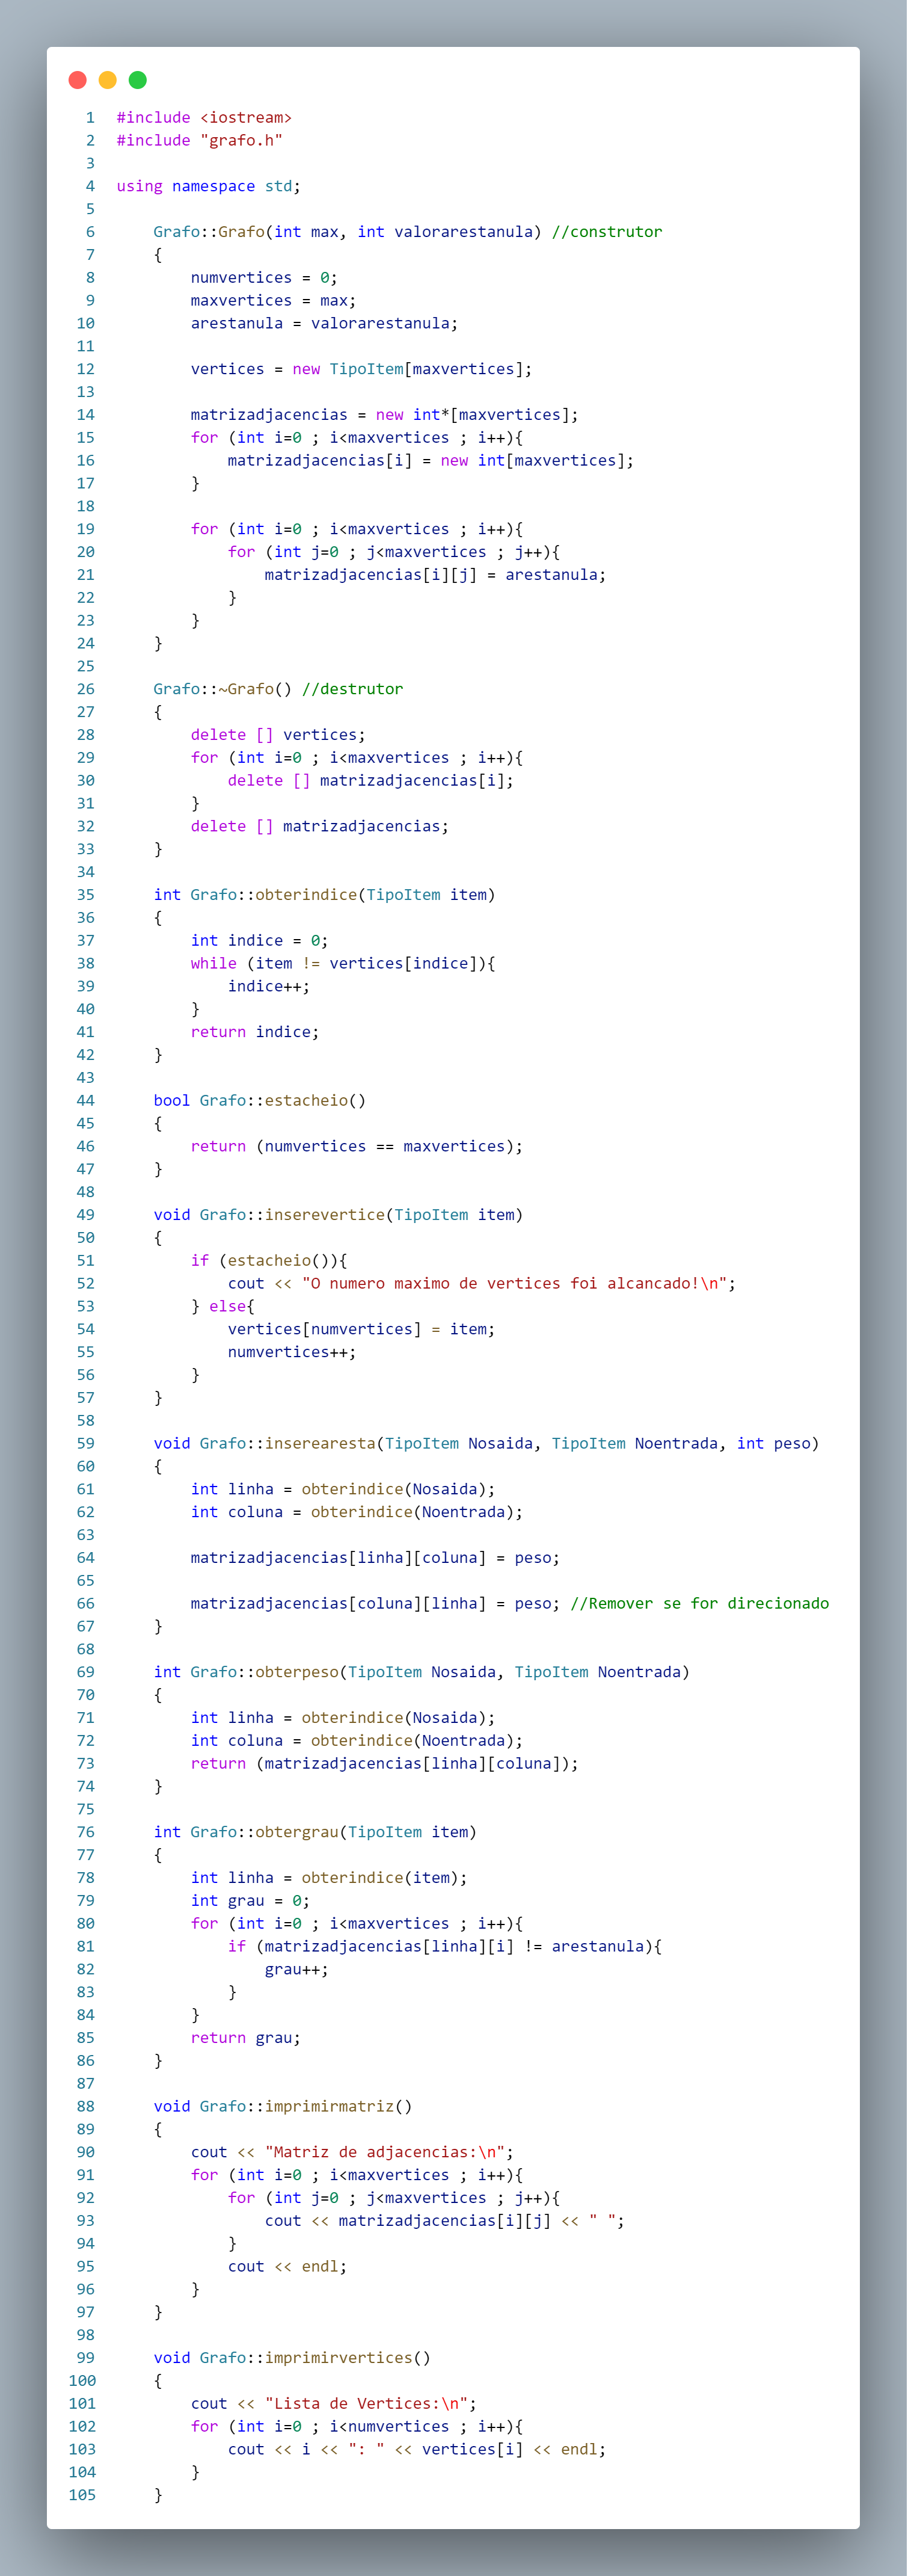 1 #include <iostream>
2 #include "grafo.h"
3
4 using namespace std;
5
6     Grafo::Grafo(int max, int valorarestanula) //construtor
7     {
8         numvertices = 0;
9         maxvertices = max;
10         arestanula = valorarestanula;
11
12         vertices = new TipoItem[maxvertices];
13
14         matrizadjacencias = new int*[maxvertices];
15         for (int i=0 ; i<maxvertices ; i++){
16             matrizadjacencias[i] = new int[maxvertices];
17         }
18
19         for (int i=0 ; i<maxvertices ; i++){
20             for (int j=0 ; j<maxvertices ; j++){
21                 matrizadjacencias[i][j] = arestanula;
22             }
23         }
24     }
25
26     Grafo::~Grafo() //destrutor
27     {
28         delete [] vertices;
29         for (int i=0 ; i<maxvertices ; i++){
30             delete [] matrizadjacencias[i];
31         }
32         delete [] matrizadjacencias;
33     }
34
35     int Grafo::obterindice(TipoItem item)
36     {
37         int indice = 0;
38         while (item != vertices[indice]){
39             indice++;
40         }
41         return indice;
42     }
43
44     bool Grafo::estacheio()
45     {
46         return (numvertices == maxvertices);
47     }
48
49     void Grafo::inserevertice(TipoItem item)
50     {
51         if (estacheio()){
52             cout << "O numero maximo de vertices foi alcancado!\n";
53         } else{
54             vertices[numvertices] = item;
55             numvertices++;
56         }
57     }
58
59     void Grafo::inserearesta(TipoItem Nosaida, TipoItem Noentrada, int peso)
60     {
61         int linha = obterindice(Nosaida);
62         int coluna = obterindice(Noentrada);
63
64         matrizadjacencias[linha][coluna] = peso;
65
66         matrizadjacencias[coluna][linha] = peso; //Remover se for direcionado
67     }
68
69     int Grafo::obterpeso(TipoItem Nosaida, TipoItem Noentrada)
70     {
71         int linha = obterindice(Nosaida);
72         int coluna = obterindice(Noentrada);
73         return (matrizadjacencias[linha][coluna]);
74     }
75
76     int Grafo::obtergrau(TipoItem item)
77     {
78         int linha = obterindice(item);
79         int grau = 0;
80         for (int i=0 ; i<maxvertices ; i++){
81             if (matrizadjacencias[linha][i] != arestanula){
82                 grau++;
83             }
84         }
85         return grau;
86     }
87
88     void Grafo::imprimirmatriz()
89     {
90         cout << "Matriz de adjacencias:\n";
91         for (int i=0 ; i<maxvertices ; i++){
92             for (int j=0 ; j<maxvertices ; j++){
93                 cout << matrizadjacencias[i][j] << " ";
94             }
95             cout << endl;
96         }
97     }
98
99     void Grafo::imprimirvertices()
100     {
101         cout << "Lista de Vertices:\n";
102         for (int i=0 ; i<numvertices ; i++){
103             cout << i << ": " << vertices[i] << endl;
104         }
105     }